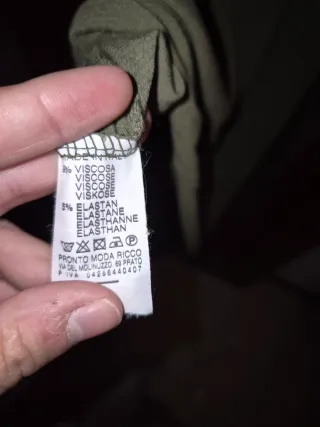 MADE IN ITALY
VISCOSA
VISCOSE
VISCOSE
VISKOSE
5% ELASTAN
ELASTANE
ELASTHANNE
ELASTHAN
PRONTO MODA RICCO
VIA DEL MOLINUZZO, 69 PRATO
P. IVA 04266440407